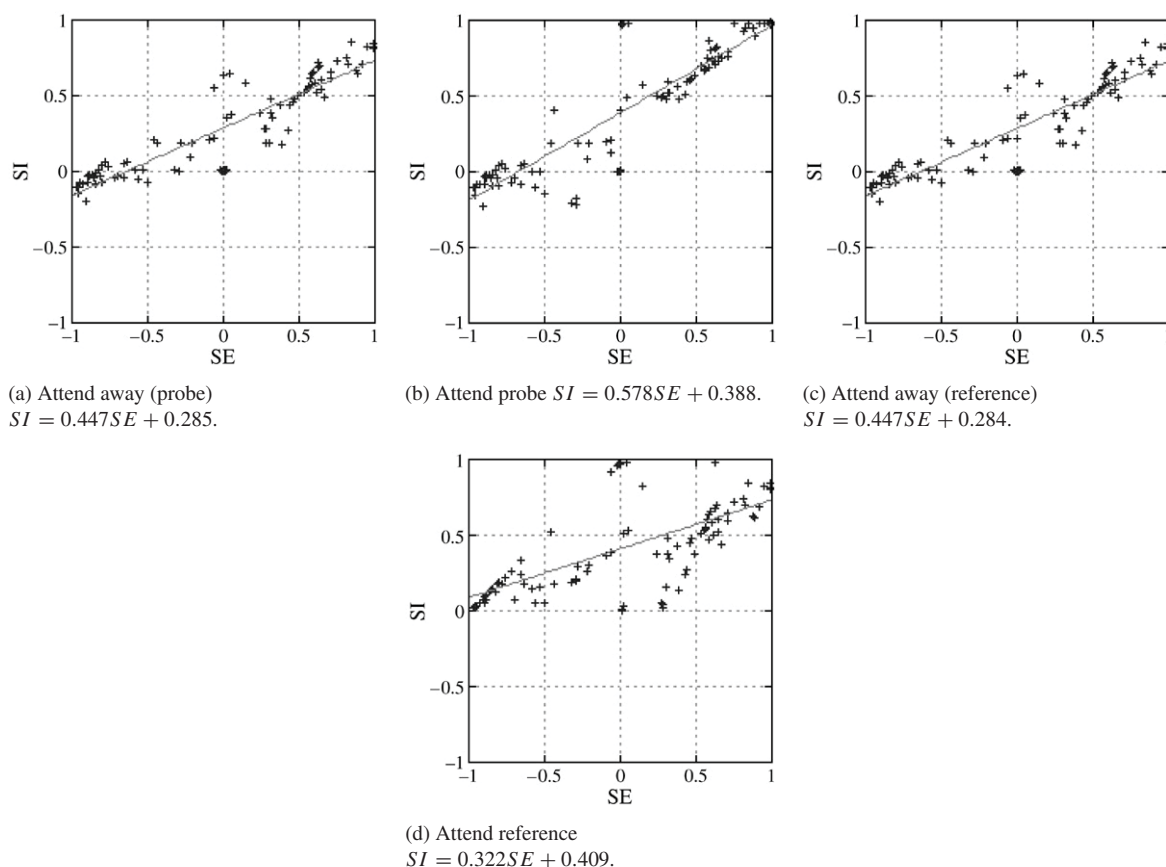 1
0.5
0
−0.5
−1
SI
−1 −0.5 0 0.5 1
SE
(a) Attend away (probe)
SI = 0.447SE + 0.285.
1
0.5
0
−0.5
−1
SI
−1 −0.5 0 0.5 1
SE
(b) Attend probe SI = 0.578SE + 0.388.
1
0.5
0
−0.5
−1
SI
−1 −0.5 0 0.5 1
SE
(c) Attend away (reference)
SI = 0.447SE + 0.284.
1
0.5
0
−0.5
−1
SI
−1 −0.5 0 0.5 1
SE
(d) Attend reference
SI = 0.322SE + 0.409.